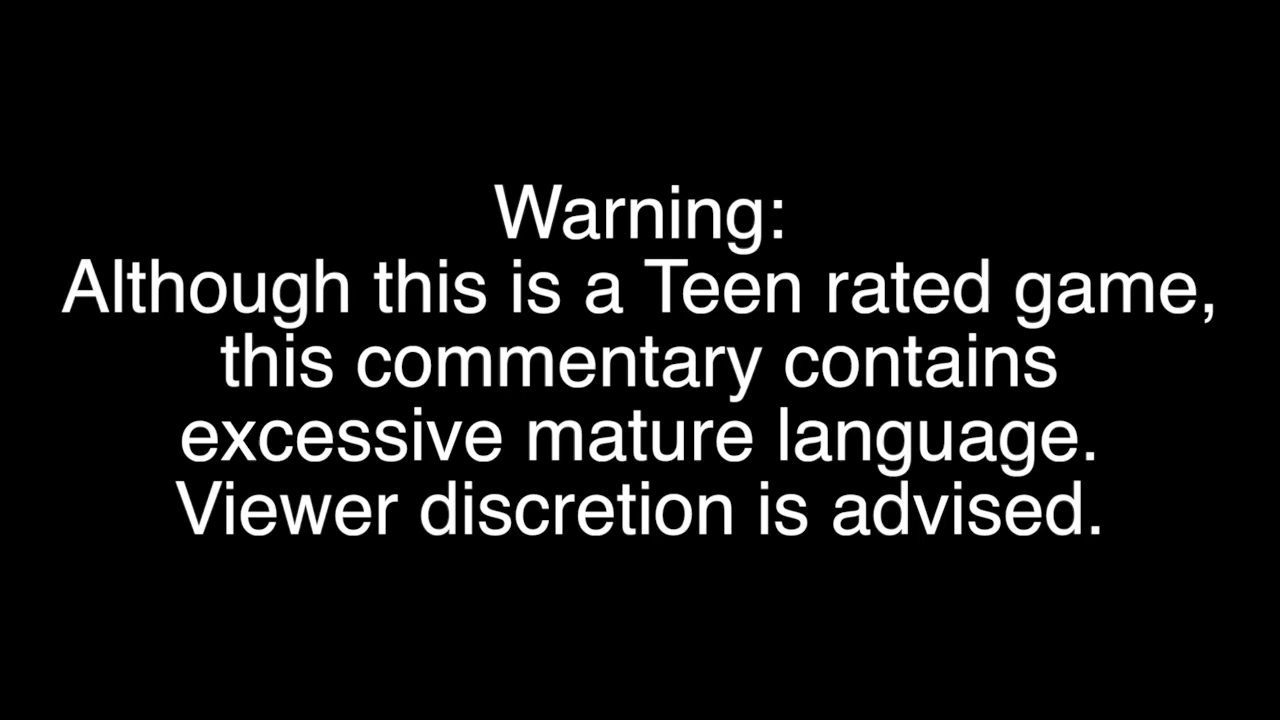 Warning:
Although this is a Teen rated game,
this commentary contains
excessive mature language.
Viewer discretion is advised.